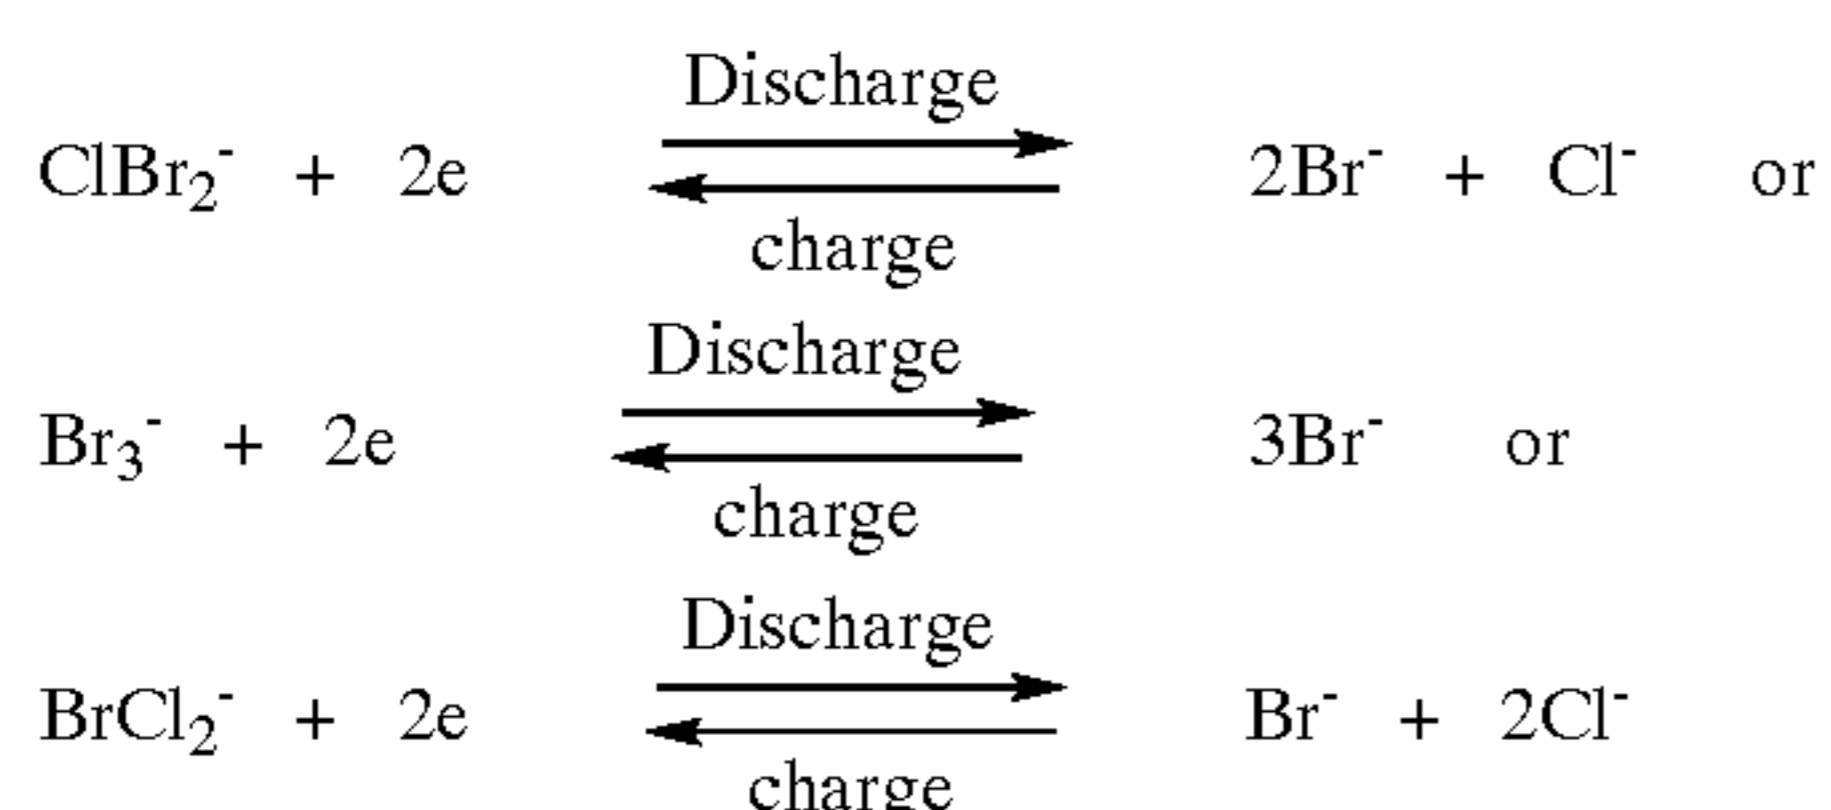 Discharge
ClBr₂⁻ + 2e 2Br⁻ + Cl⁻ or
charge
Discharge
Br₃⁻ + 2e 3Br⁻ or
charge
Discharge
BrCl₂⁻ + 2e Br⁻ + 2Cl⁻
charge